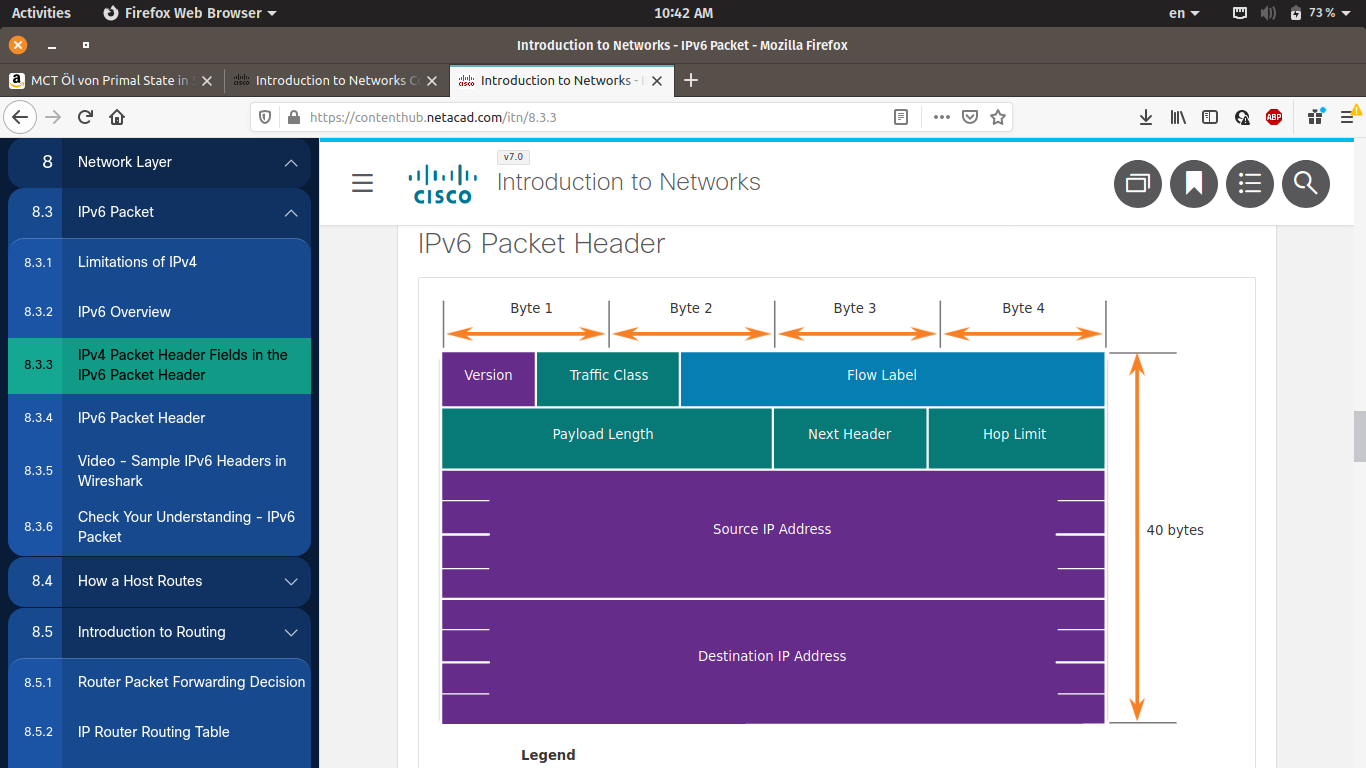 Activities Firefox Web Browser 10:42 AM en 73 %
Introduction to Networks - IPv6 Packet - Mozilla Firefox
MCT Öl von Primal State in Introduction to Networks Introduction to Networks -
https://contenthub.netacad.com/itn/8.3.3 ABP
8 Network Layer
8.3 IPv6 Packet
8.3.1 Limitations of IPv4
8.3.2 IPv6 Overview
8.3.3 IPv4 Packet Header Fields in the
IPv6 Packet Header
8.3.4 IPv6 Packet Header
8.3.5 Video - Sample IPv6 Headers in
Wireshark
8.3.6 Check Your Understanding - IPv6
Packet
8.4 How a Host Routes
8.5 Introduction to Routing
8.5.1 Router Packet Forwarding Decision
8.5.2 IP Router Routing Table
v7.0
CISCO Introduction to Networks
IPv6 Packet Header
Byte 1 Byte 2 Byte 3 Byte 4
Version Traffic Class Flow Label
Payload Length Next Header Hop Limit
Source IP Address
40 bytes
Destination IP Address
Legend